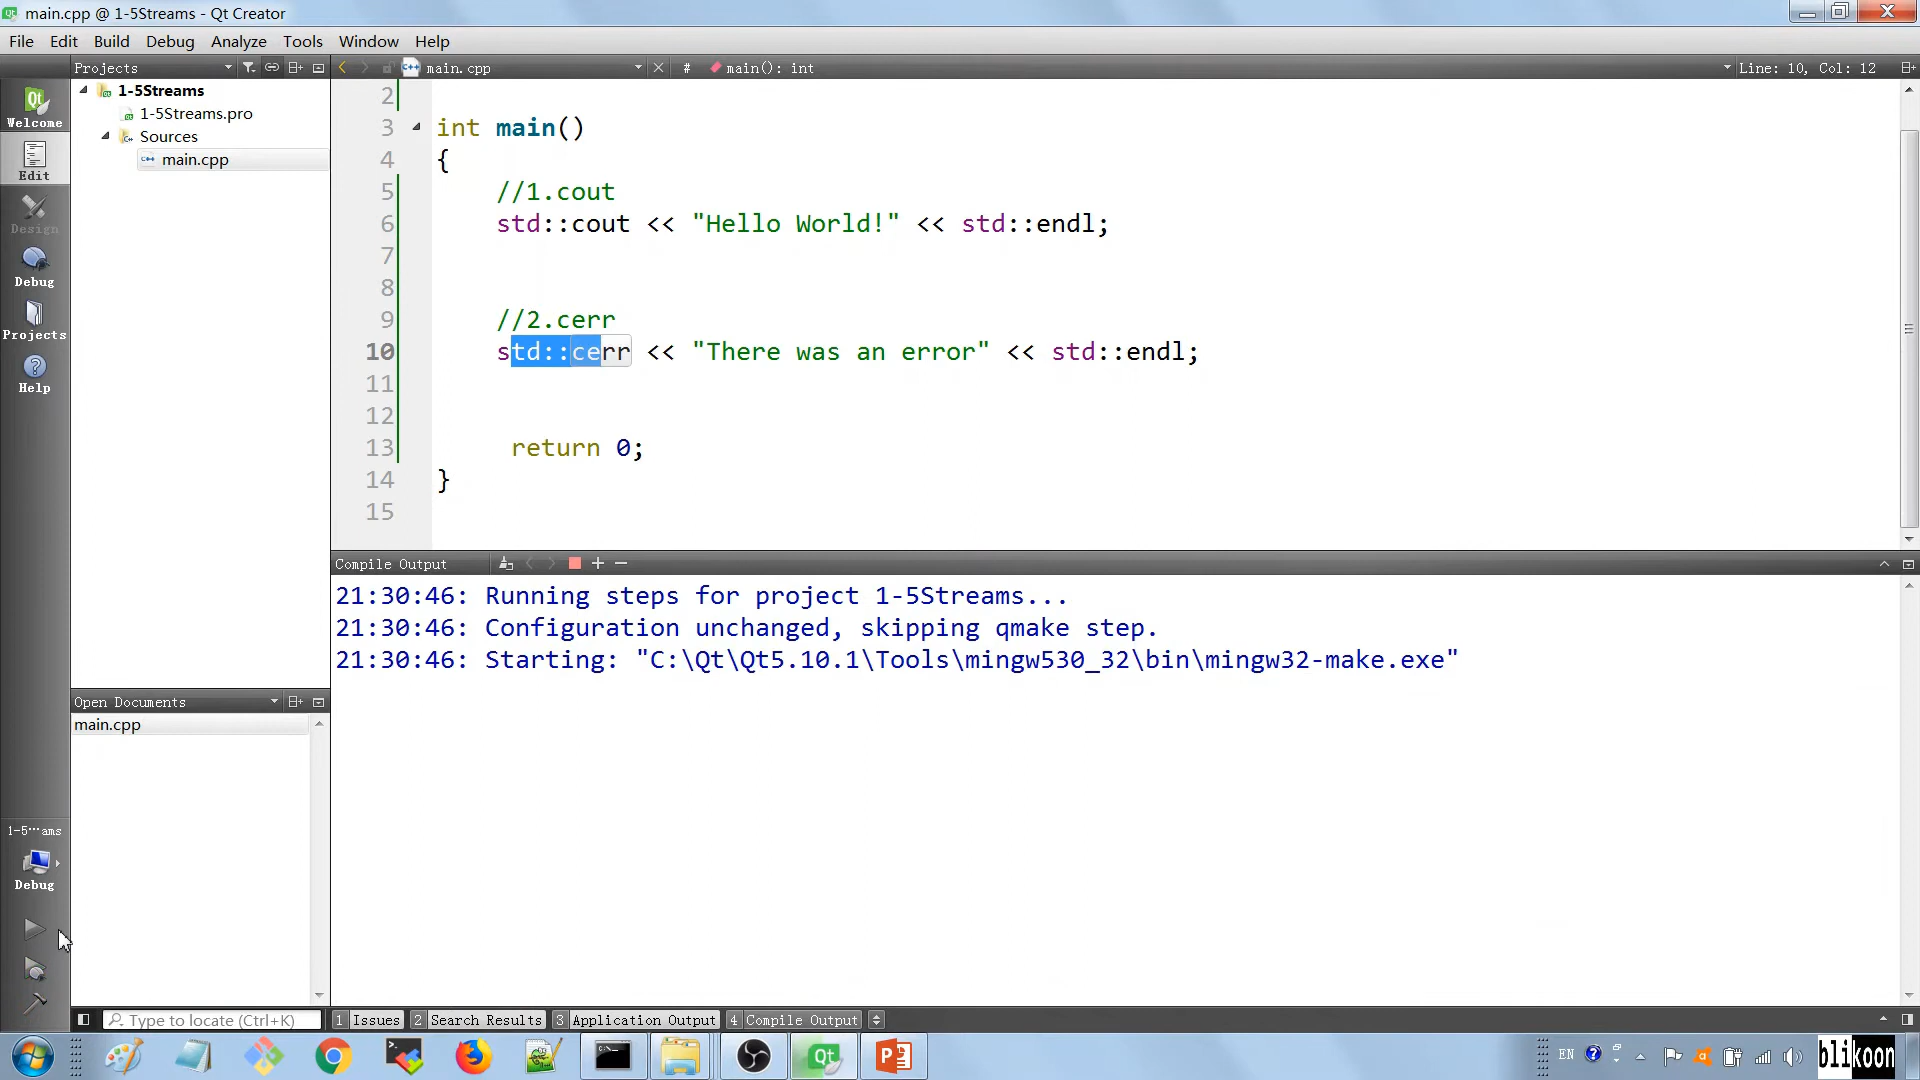 main.cpp @ 1-5Streams - Qt Creator
File Edit Build Debug Analyze Tools Window Help
Projects
main.cpp
# main(): int
Line: 10, Col: 12
Welcome
Edit
Design
Debug
Projects
Help
1-5Streams
1-5Streams.pro
Sources
main.cpp
2
3 int main()
4 {
5 //1.cout
6 std::cout << "Hello World!" << std::endl;
7
8
9 //2.cerr
10 std::cerr << "There was an error" << std::endl;
11
12
13 return 0;
14 }
15
Compile Output
21:30:46: Running steps for project 1-5Streams...
21:30:46: Configuration unchanged, skipping qmake step.
21:30:46: Starting: "C:\Qt\Qt5.10.1\Tools\mingw530_32\bin\mingw32-make.exe"
Open Documents
main.cpp
1-5···ams
Debug
Type to locate (Ctrl+K)
1 Issues 2 Search Results 3 Application Output 4 Compile Output
EN
blikoon